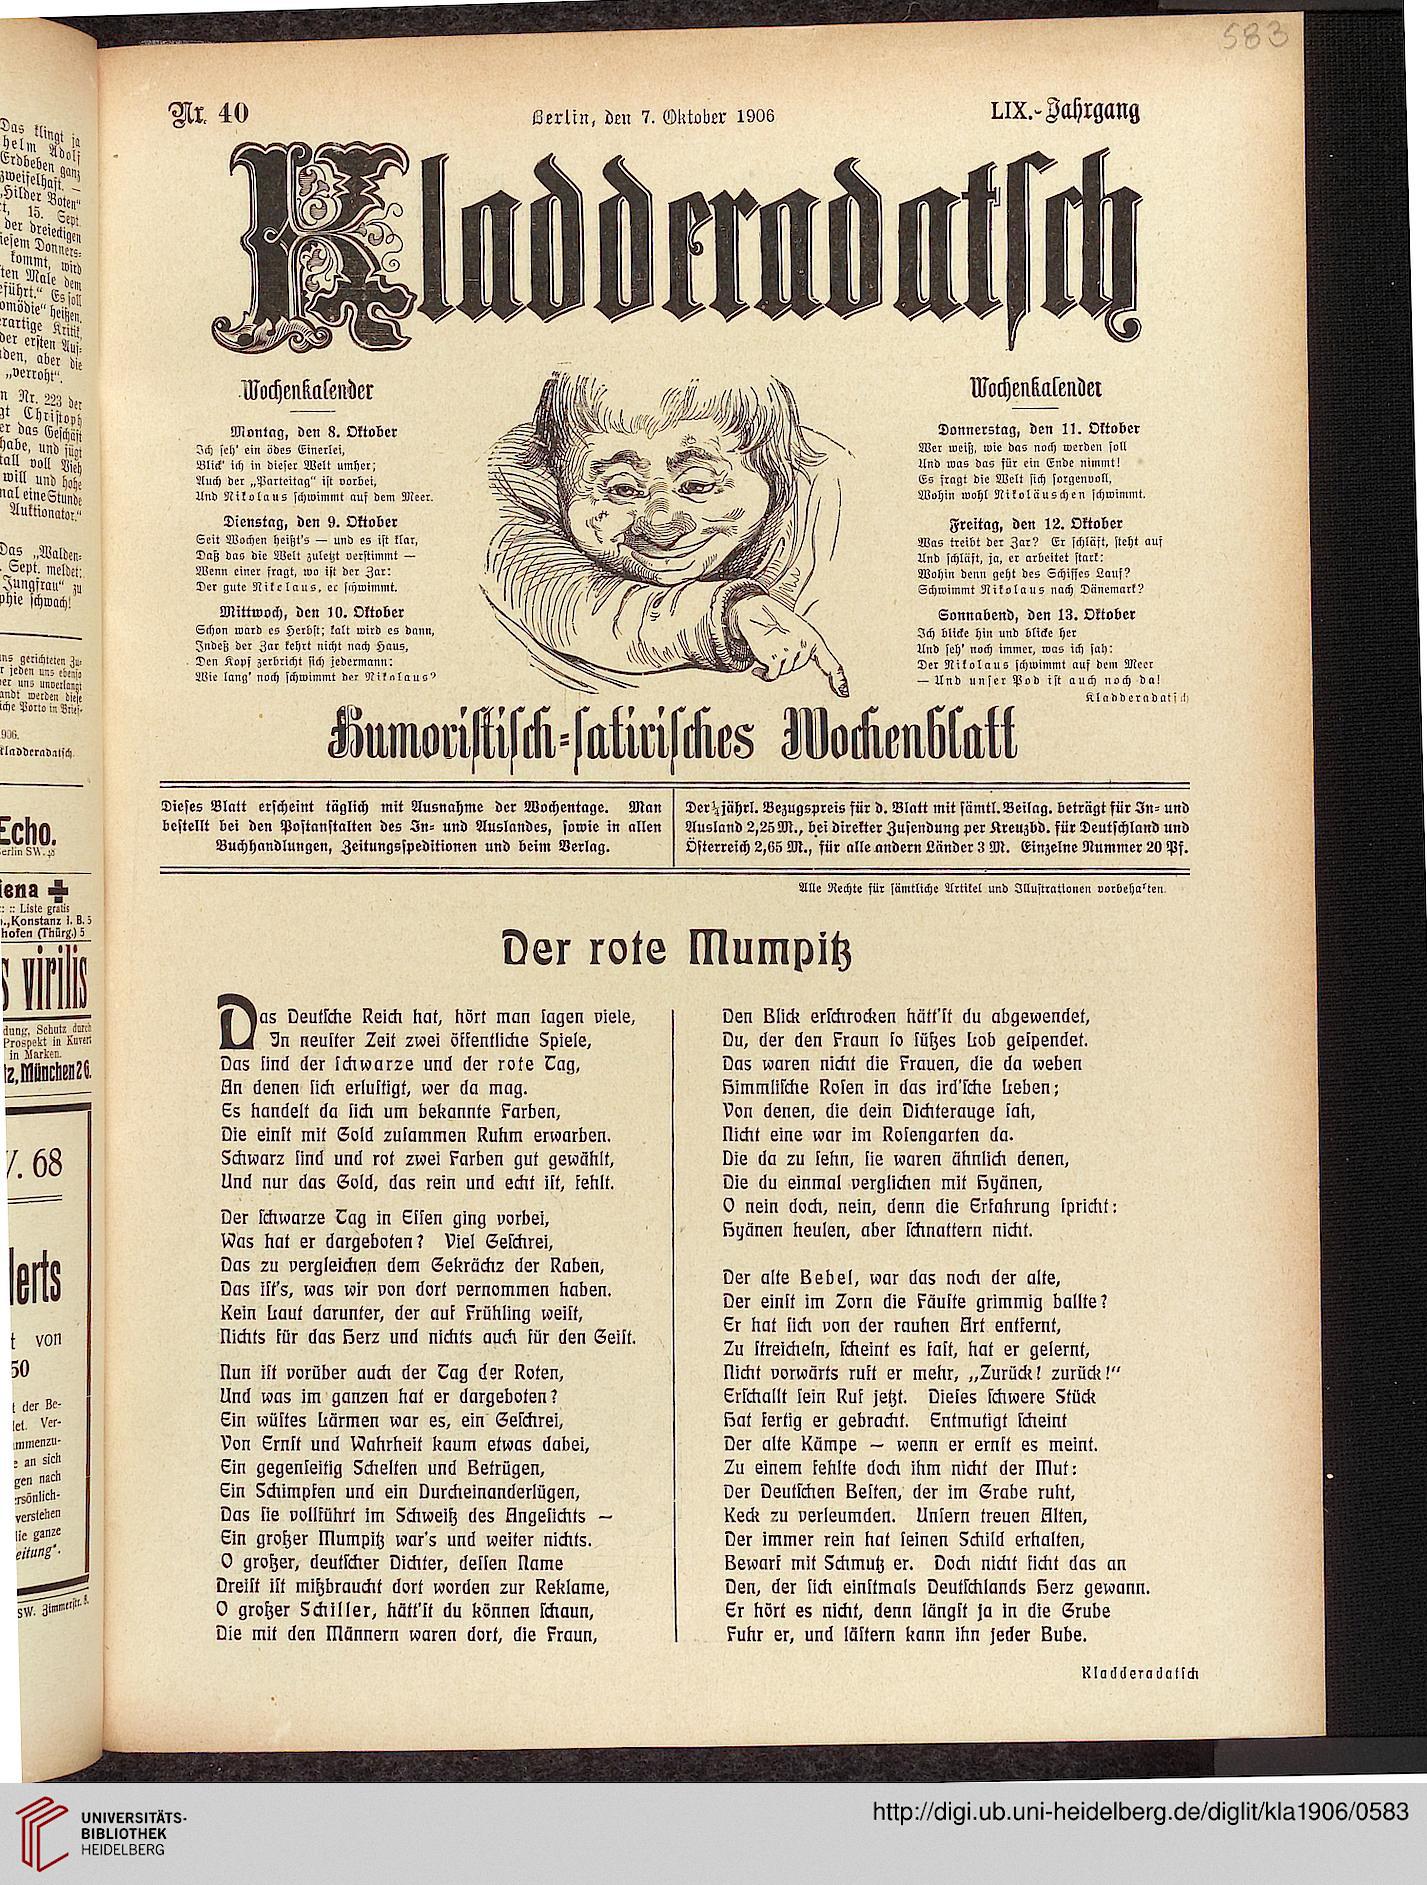 583
Nr. 40
Berlin, den 7. Oktober 1906
LIX.-Jahrgang
Kladderadatsch
Wochenkalender
Montag, den 8. Oktober
Ich seh' ein ödes Einerlei,
Blick' ich in dieser Welt umher;
Auch der „Parteitag“ ist vorbei,
Und Nikolaus schwimmt auf dem Meer.
Dienstag, den 9. Oktober
Seit Wochen heißt's — und es ist klar,
Daß das die Welt zuletzt verstimmt —
Wenn einer fragt, wo ist der Zar:
Der gute Nikolaus, er schwimmt.
Mittwoch, den 10. Oktober
Schon ward es Herbst; kalt wird es dann,
Indeß der Zar kehrt nicht nach Haus,
Den Kopf zerbricht sich jedermann:
Wie lang' noch schwimmt der Nikolaus?
Wochenkalender
Donnerstag, den 11. Oktober
Wer weiß, wie das noch werden soll
Und was das für ein Ende nimmt!
Es fragt die Welt sich sorgenvoll,
Wohin wohl Nikoläuschen schwimmt.
Freitag, den 12. Oktober
Was treibt der Zar? Er schläft, steht auf
Und schläft, ja, er arbeitet stark:
Wohin denn geht des Schiffes Lauf?
Schwimmt Nikolaus nach Dänemark?
Sonnabend, den 13. Oktober
Ich blicke hin und blicke her
Und seh' noch immer, was ich sah:
Der Nikolaus schwimmt auf dem Meer
— Und unser Pod ist auch noch da!
Kladderadatsch
Humoristisch-satirisches Wochenblatt
Dieses Blatt erscheint täglich mit Ausnahme der Wochentage. Man
bestellt bei den Postanstalten des In- und Auslandes, sowie in allen
Buchhandlungen, Zeitungsspeditionen und beim Verlag.
Der ¼jährl. Bezugspreis für d. Blatt mit sämtl. Beilag. beträgt für In- und
Ausland 2,25 M., bei direkter Zusendung per Kreuzbd. für Deutschland und
Österreich 2,65 M., für alle andern Länder 3 M. Einzelne Nummer 20 Pf.
Alle Rechte für sämtliche Artikel und Illustrationen vorbehalten.
Der rote Mumpitz
Das Deutsche Reich hat, hört man sagen viele,
In neuster Zeit zwei öffentliche Spiele,
Das sind der schwarze und der rote Tag,
An denen sich erlustigt, wer da mag.
Es handelt da sich um bekannte Farben,
Die einst mit Gold zusammen Ruhm erwarben.
Schwarz sind und rot zwei Farben gut gewählt,
Und nur das Gold, das rein und echt ist, fehlt.
Der schwarze Tag in Essen ging vorbei,
Was hat er dargeboten? Viel Geschrei,
Das zu vergleichen dem Gekrächz der Raben,
Das ist's, was wir von dort vernommen haben.
Kein Laut darunter, der auf Frühling weist,
Nichts für das Herz und nichts auch für den Geist.
Nun ist vorüber auch der Tag der Roten,
Und was im ganzen hat er dargeboten?
Ein wüstes Lärmen war es, ein Geschrei,
Von Ernst und Wahrheit kaum etwas dabei,
Ein gegenseitig Schelten und Betrügen,
Ein Schimpfen und ein Durcheinanderlügen,
Das sie vollführt im Schweiß des Angesichts —
Ein großer Mumpitz war's und weiter nichts.
O großer, deutscher Dichter, dessen Name
Dreist ist mißbraucht dort worden zur Reklame,
O großer Schiller, hätt'st du können schaun,
Die mit den Männern waren dort, die Fraun,
Den Blick erschrocken hätt'st du abgewendet,
Du, der den Fraun so süßes Lob gespendet.
Das waren nicht die Frauen, die da weben
Himmlische Rosen in das ird'sche Leben;
Von denen, die dein Dichterauge sah,
Nicht eine war im Rosengarten da.
Die da zu sehn, sie waren ähnlich denen,
Die du einmal verglichen mit Hyänen,
O nein doch, nein, denn die Erfahrung spricht:
Hyänen heulen, aber schnattern nicht.
Der alte Bebel, war das noch der alte,
Der einst im Zorn die Fäuste grimmig ballte?
Er hat sich von der rauhen Art entfernt,
Zu streicheln, scheint es fast, hat er gelernt,
Nicht vorwärts ruft er mehr, „Zurück! zurück!“
Erschallt sein Ruf jetzt. Dieses schwere Stück
Hat fertig er gebracht. Entmutigt scheint
Der alte Kämpe — wenn er ernst es meint.
Zu einem fehlte doch ihm nicht der Mut:
Der Deutschen Besten, der im Grabe ruht,
Keck zu verleumden. Unsern treuen Alten,
Der immer rein hat seinen Schild erhalten,
Bewarf mit Schmutz er. Doch nicht ficht das an
Den, der sich einstmals Deutschlands Herz gewann.
Er hört es nicht, denn längst ja in die Grube
Fuhr er, und lästern kann ihn jeder Bube.
Kladderadatsch
UNIVERSITÄTS-
BIBLIOTHEK
HEIDELBERG
http://digi.ub.uni-heidelberg.de/diglit/kla1906/0583